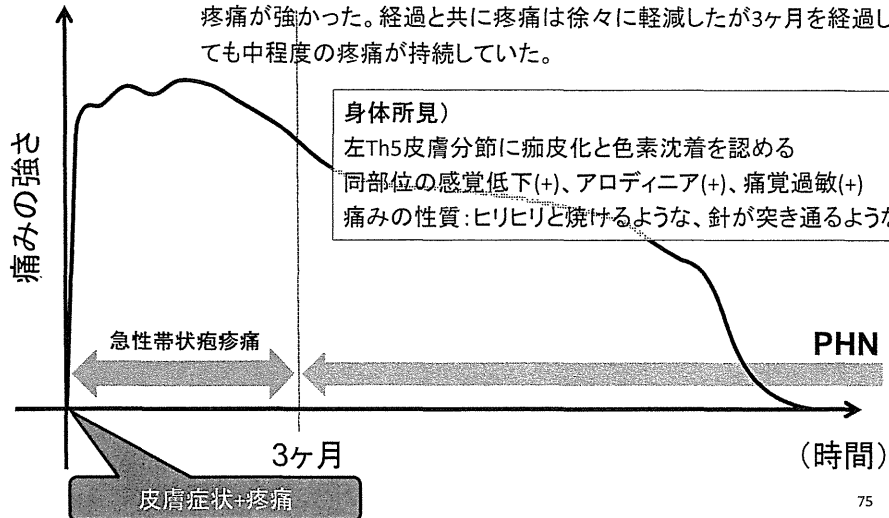 疼痛が強かった。経過と共に疼痛は徐々に軽減したが3ヶ月を経過し
ても中程度の疼痛が持続していた。
身体所見)
左Th5皮膚分節に痂皮化と色素沈着を認める
同部位の感覚低下(+)、アロディニア(+)、痛覚過敏(+)
痛みの性質：ヒリヒリと焼けるような、針が突き通るような
痛みの強さ
急性帯状疱疹痛
PHN
3ヶ月
(時間)
皮膚症状+疼痛
75